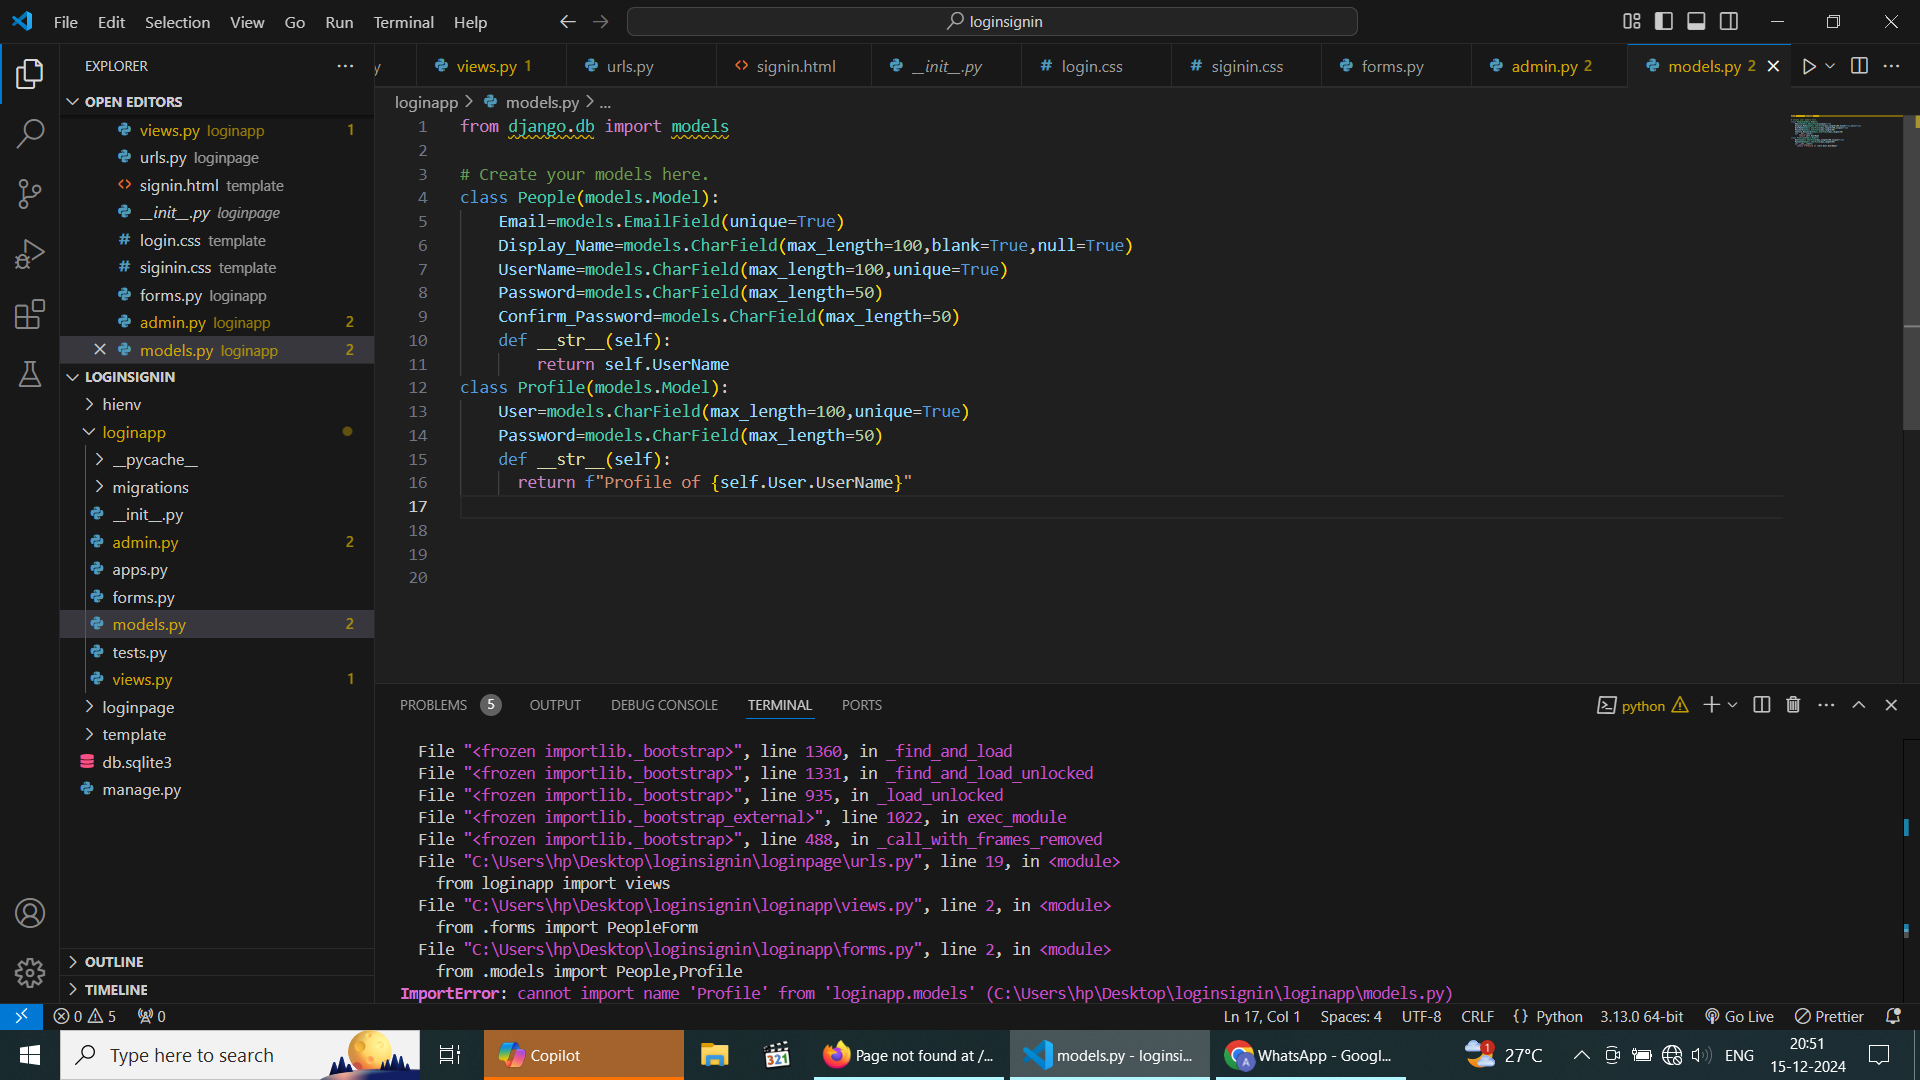 File Edit Selection View Go Run Terminal Help
loginsignin
EXPLORER
y
views.py 1
urls.py
signin.html
__init__.py
login.css
siginin.css
forms.py
admin.py 2
models.py 2
OPEN EDITORS
views.py loginapp 1
urls.py loginpage
signin.html template
__init__.py loginpage
login.css template
siginin.css template
forms.py loginapp
admin.py loginapp 2
models.py loginapp 2
LOGINSIGNIN
hienv
loginapp
__pycache__
migrations
__init__.py
admin.py 2
apps.py
forms.py
models.py 2
tests.py
views.py 1
loginpage
template
db.sqlite3
manage.py
OUTLINE
TIMELINE
loginapp > models.py > ...
1 from django.db import models
2
3 # Create your models here.
4 class People(models.Model):
5 Email=models.EmailField(unique=True)
6 Display_Name=models.CharField(max_length=100,blank=True,null=True)
7 UserName=models.CharField(max_length=100,unique=True)
8 Password=models.CharField(max_length=50)
9 Confirm_Password=models.CharField(max_length=50)
10 def __str__(self):
11 return self.UserName
12 class Profile(models.Model):
13 User=models.CharField(max_length=100,unique=True)
14 Password=models.CharField(max_length=50)
15 def __str__(self):
16 return f"Profile of {self.User.UserName}"
17
18
19
20
PROBLEMS 5 OUTPUT DEBUG CONSOLE TERMINAL PORTS
python
File "<frozen importlib._bootstrap>", line 1360, in _find_and_load
File "<frozen importlib._bootstrap>", line 1331, in _find_and_load_unlocked
File "<frozen importlib._bootstrap>", line 935, in _load_unlocked
File "<frozen importlib._bootstrap_external>", line 1022, in exec_module
File "<frozen importlib._bootstrap>", line 488, in _call_with_frames_removed
File "C:\Users\hp\Desktop\loginsignin\loginpage\urls.py", line 19, in <module>
from loginapp import views
File "C:\Users\hp\Desktop\loginsignin\loginapp\views.py", line 2, in <module>
from .forms import PeopleForm
File "C:\Users\hp\Desktop\loginsignin\loginapp\forms.py", line 2, in <module>
from .models import People,Profile
ImportError: cannot import name 'Profile' from 'loginapp.models' (C:\Users\hp\Desktop\loginsignin\loginapp\models.py)
0 5 0
Ln 17, Col 1 Spaces: 4 UTF-8 CRLF {} Python 3.13.0 64-bit Go Live Prettier
Type here to search
Copilot
321
Page not found at /...
models.py - loginsi...
A
WhatsApp - Googl...
1
27°C
ENG
20:51
15-12-2024